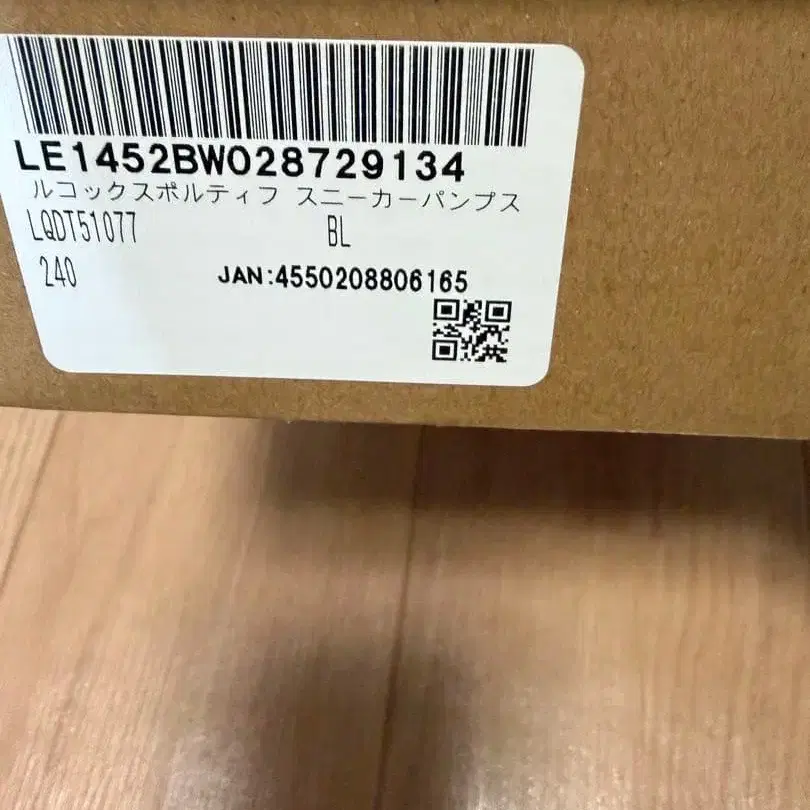 LE1452BW028729134
ルコックスポルティフ スニーカーパンプス
LQDT51077 BL
240 JAN:4550208806165